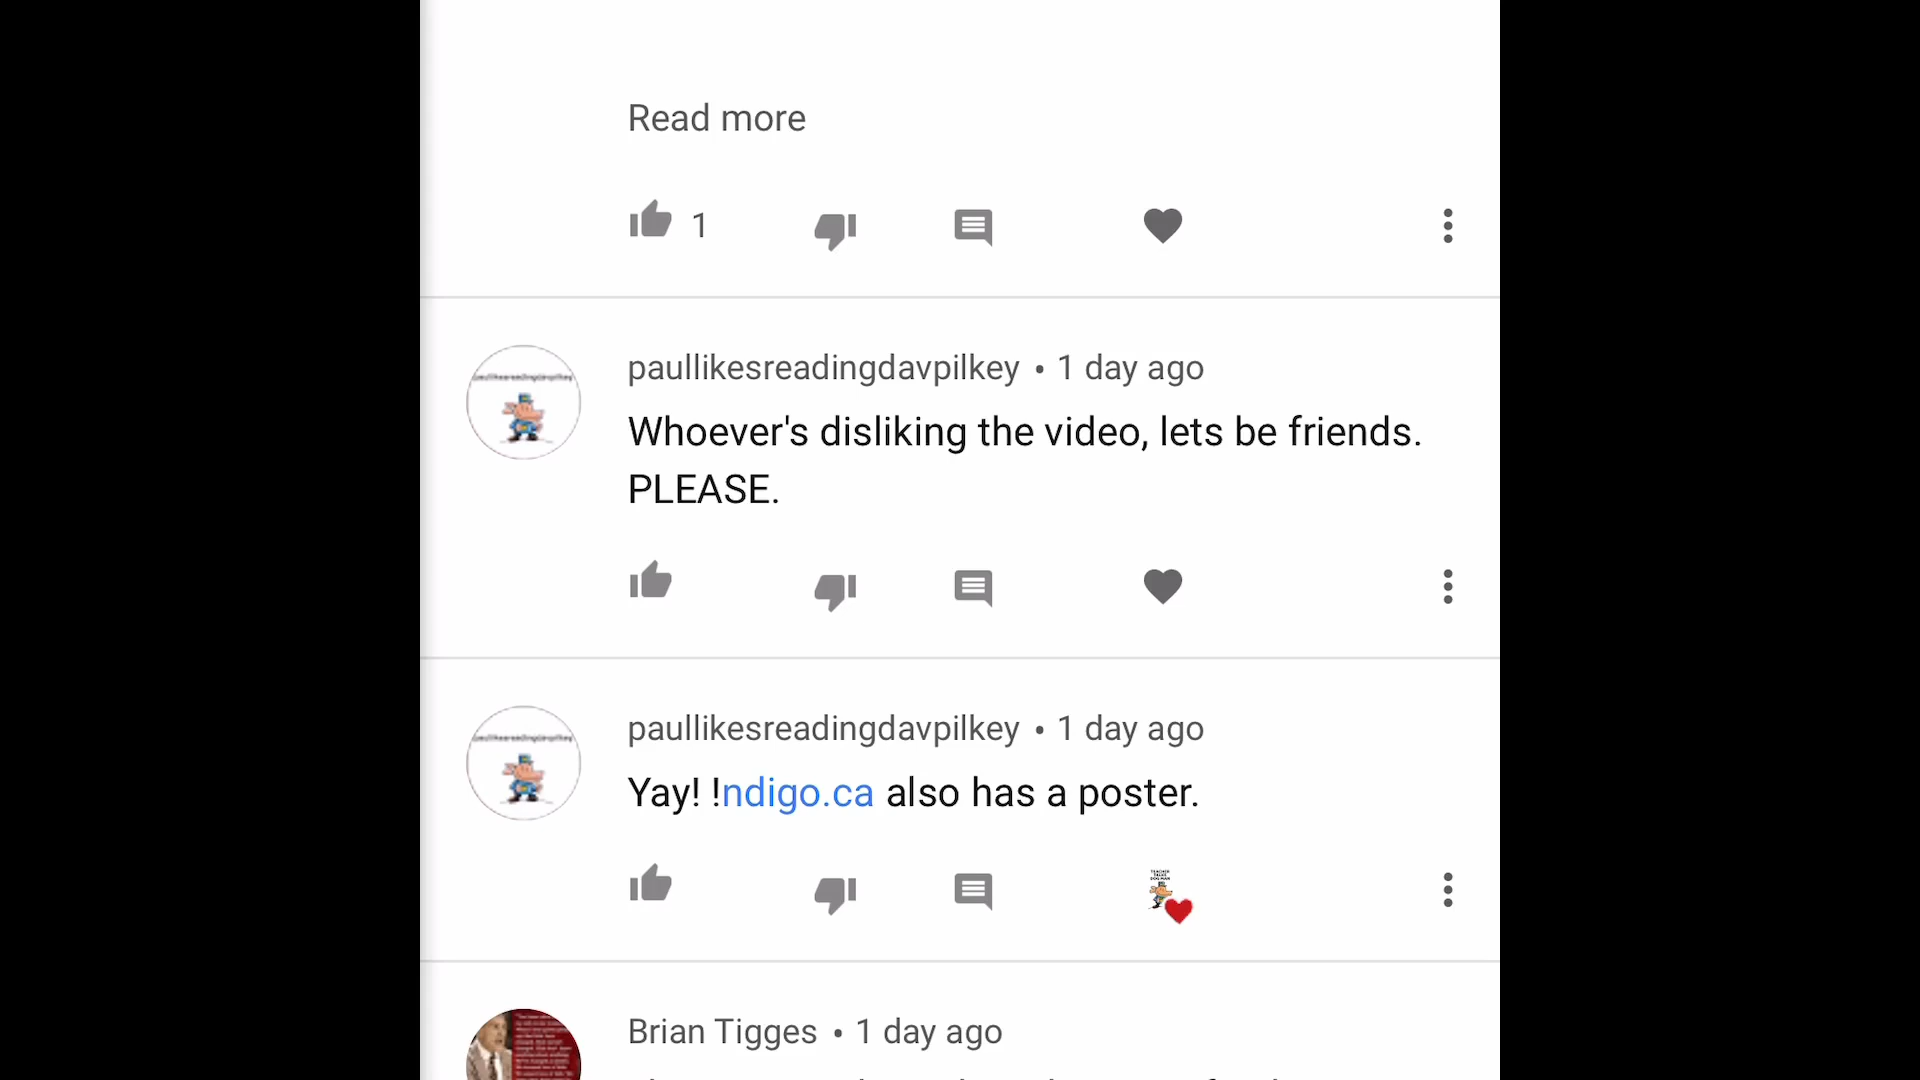 Read more
1
paullikesreadingdavpilkey • 1 day ago
Whoever's disliking the video, lets be friends.
PLEASE.
paullikesreadingdavpilkey • 1 day ago
Yay! !ndigo.ca also has a poster.
Brian Tigges • 1 day ago